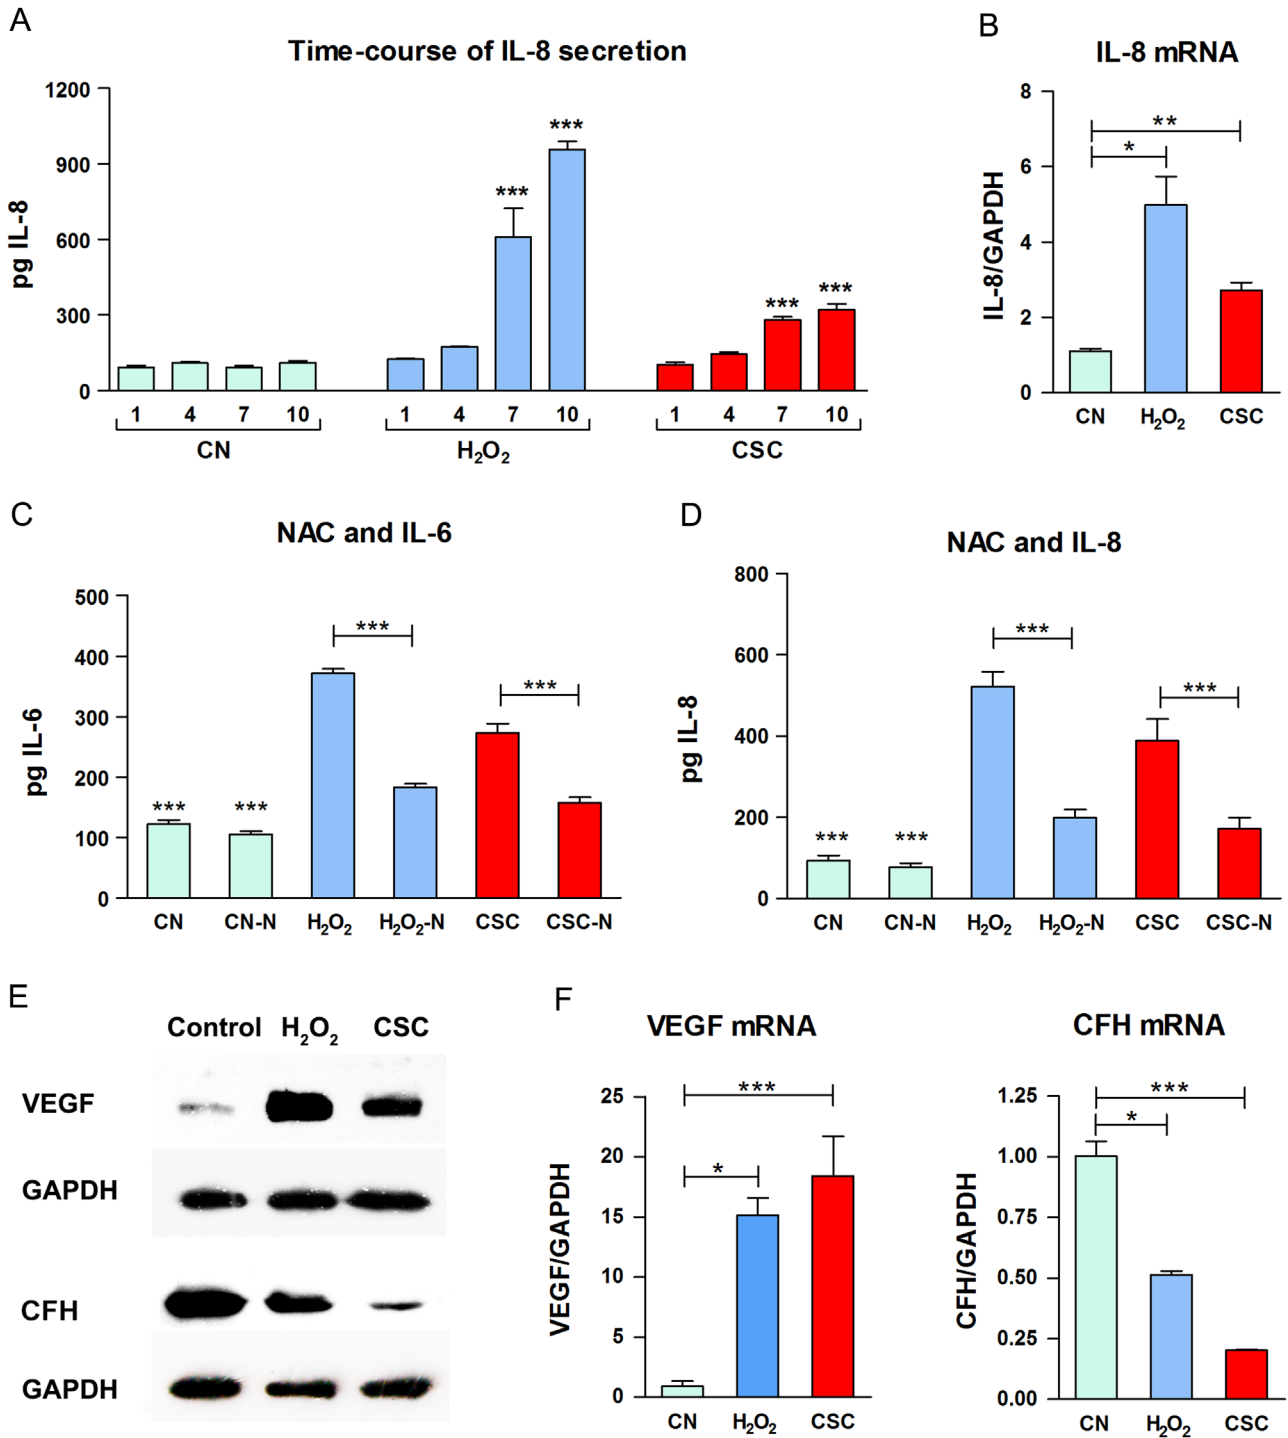 A
Time-course of IL-8 secretion
pg IL-8
1200
900
600
300
0
***
***
***
***
1 4 7 10 1 4 7 10 1 4 7 10
CN H₂O₂ CSC
B
IL-8 mRNA
IL-8/GAPDH
8
6
4
2
0
**
*
CN H₂O₂ CSC
C
NAC and IL-6
pg IL-6
500
400
300
200
100
0
***
***
*** ***
CN CN-N H₂O₂ H₂O₂-N CSC CSC-N
D
NAC and IL-8
pg IL-8
800
600
400
200
0
***
***
*** ***
CN CN-N H₂O₂ H₂O₂-N CSC CSC-N
E
Control H₂O₂ CSC
VEGF
GAPDH
CFH
GAPDH
F
VEGF mRNA
VEGF/GAPDH
25
20
15
10
5
0
***
*
CN H₂O₂ CSC
CFH mRNA
CFH/GAPDH
1.25
1.00
0.75
0.50
0.25
0.00
***
*
CN H₂O₂ CSC